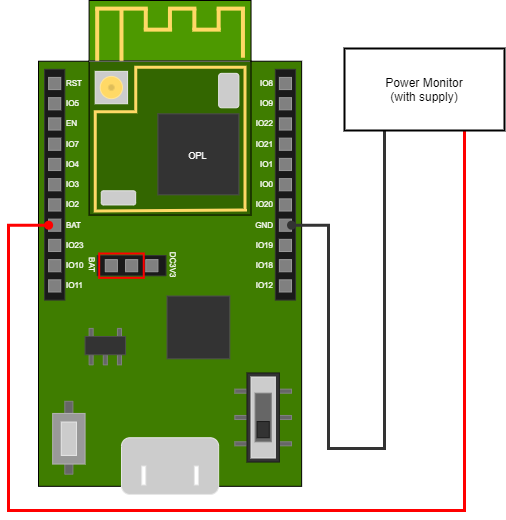 Power Monitor
(with supply)
RST
IO5
EN
IO7
IO4
IO3
IO2
BAT
IO23
IO10
IO11
IO8
IO9
IO22
IO21
IO1
IO0
IO20
GND
IO19
IO18
IO12
OPL
BAT
DC3V3